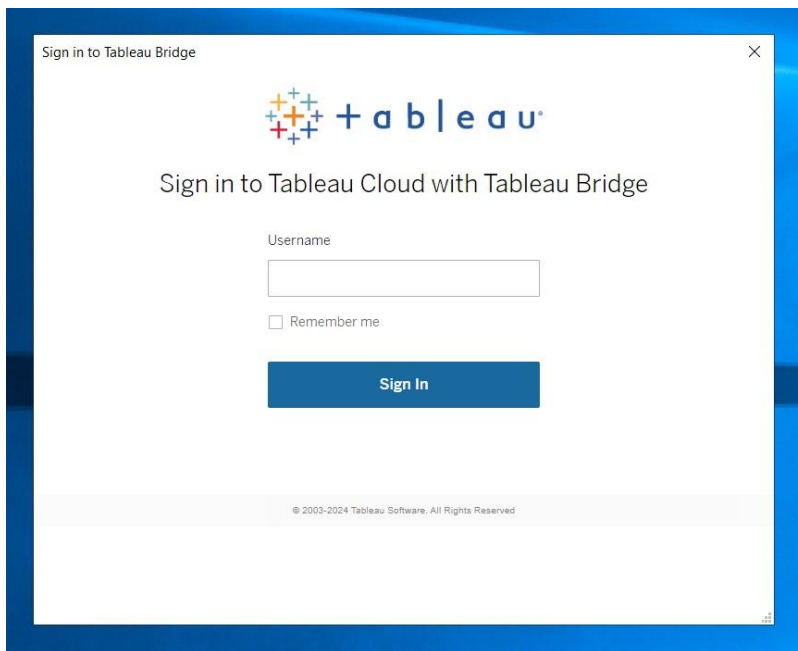 Sign in to Tableau Bridge
+ a b l e a u®
Sign in to Tableau Cloud with Tableau Bridge
Username
Remember me
Sign In
© 2003-2024 Tableau Software. All Rights Reserved